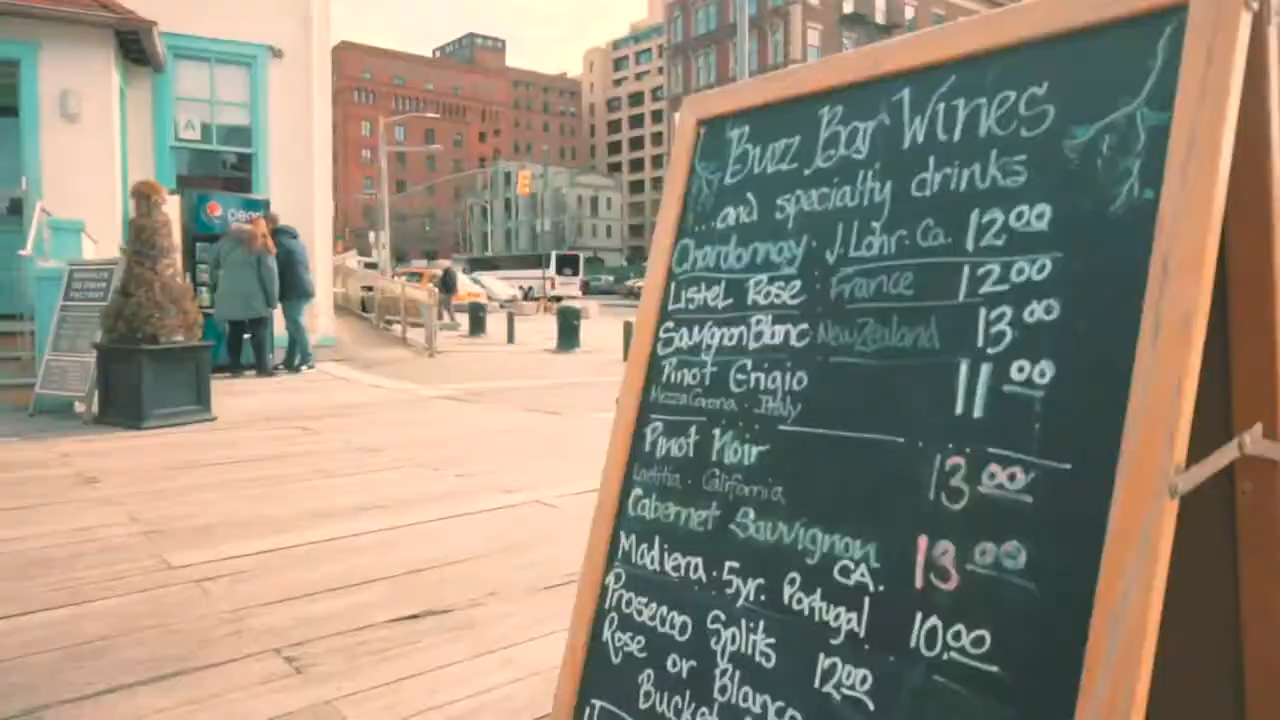 Buzz Bar Wines
...and specialty drinks
Chardonnay · J. Lohr · Ca. 12.00
Listel Rose : France 12.00
Sauvignon Blanc New Zealand 13.00
Pinot Grigio 11.00
Mezza Corona · Italy
Pinot Noir 13.00
Laetitia · California
Cabernet Sauvignon 13.00
CA.
Madiera · 5yr. Portugal 10.00
Prosecco Splits 12.00
Rose or Blanco
Bucket
A
pepsi